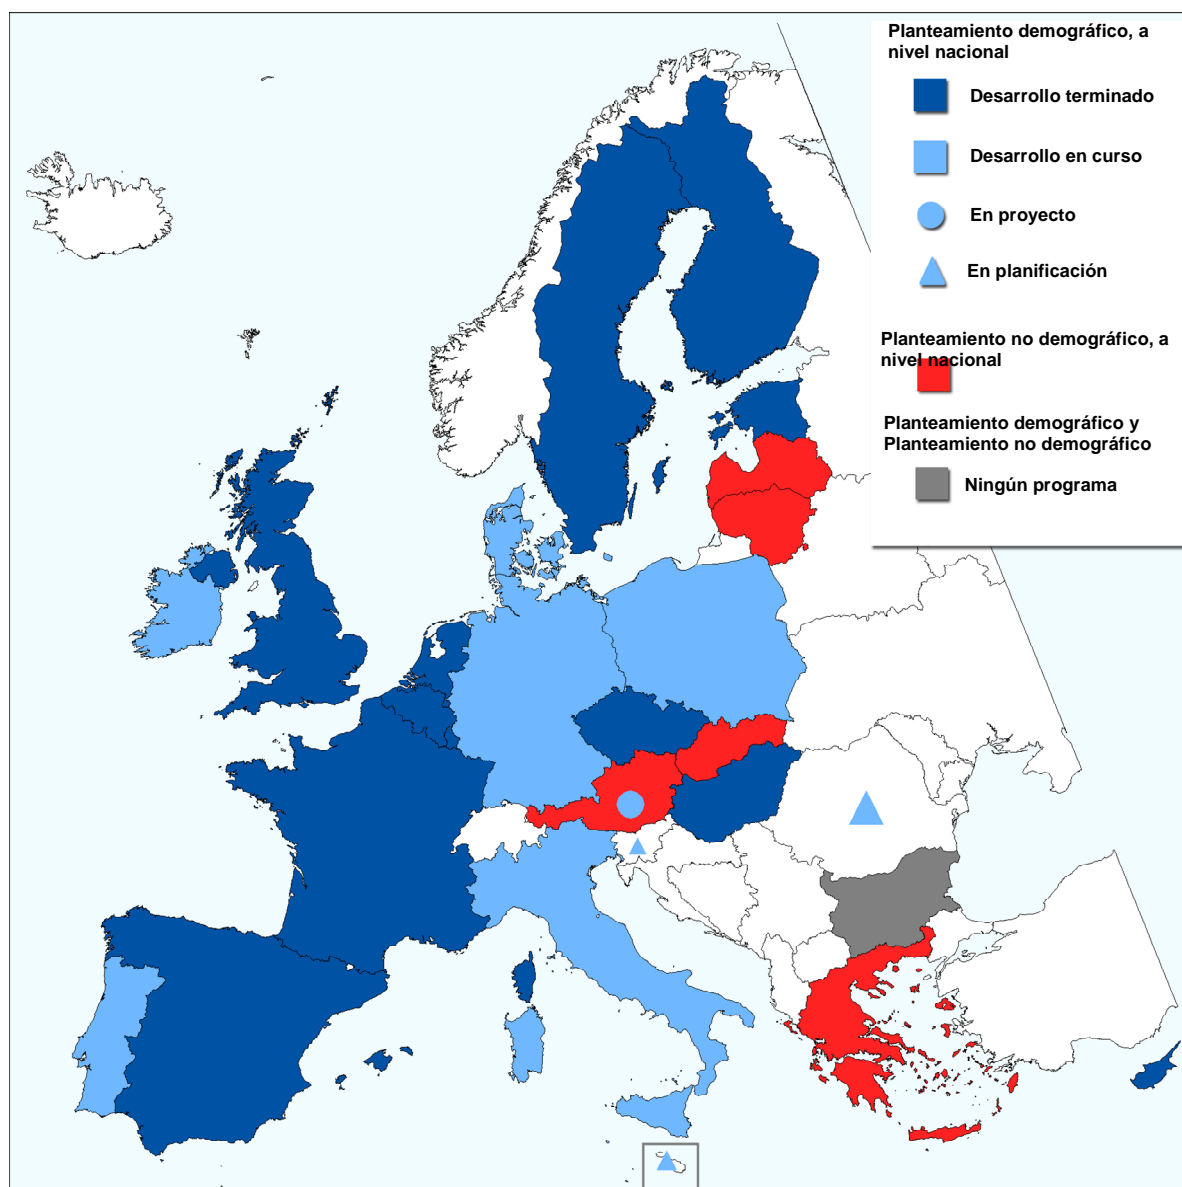 Planteamiento demográfico, a
nivel nacional
Desarrollo terminado
Desarrollo en curso
En proyecto
En planificación
Planteamiento no demográfico, a
nivel nacional
Planteamiento demográfico y
Planteamiento no demográfico
Ningún programa